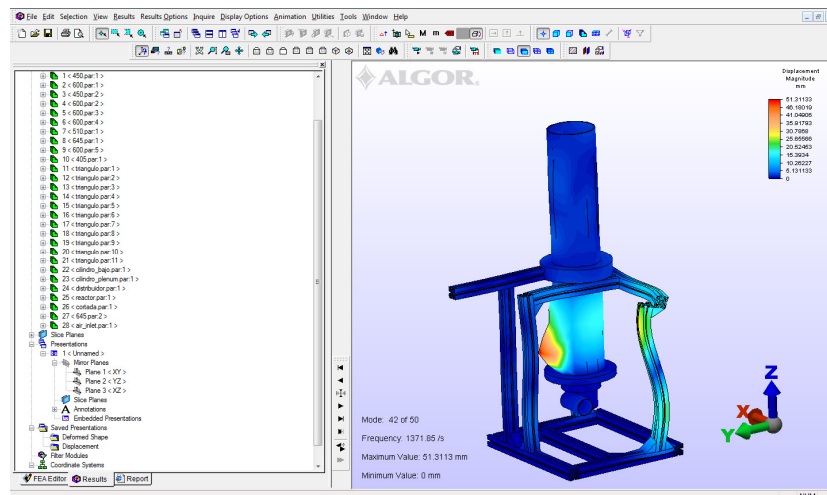 File Edit Selection View Results Results Options Inquire Display Options Animation Utilities Tools Window Help
1 < 450.par:1 >
2 < 600.par:1 >
3 < 450.par:2 >
4 < 600.par:2 >
5 < 600.par:3 >
6 < 600.par:4 >
7 < 510.par:1 >
8 < 645.par:1 >
9 < 600.par:5 >
10 < 405.par:1 >
11 < triangulo.par:1 >
12 < triangulo.par:2 >
13 < triangulo.par:3 >
14 < triangulo.par:4 >
15 < triangulo.par:5 >
16 < triangulo.par:6 >
17 < triangulo.par:7 >
18 < triangulo.par:8 >
19 < triangulo.par:9 >
20 < triangulo.par:10 >
21 < triangulo.par:11 >
22 < cilindro_bajo.par:1 >
23 < cilindro_plenum.par:1 >
24 < distribuidor.par:1 >
25 < reactor.par:1 >
26 < cortada.par:1 >
27 < 645.par:2 >
28 < air_inlet.par:1 >
Slice Planes
Presentations
1 < Unnamed >
Mirror Planes
Plane 1 < XY >
Plane 2 < YZ >
Plane 3 < XZ >
Slice Planes
Annotations
Embedded Presentations
Saved Presentations
Deformed Shape
Displacement
Filter Modules
Coordinate Systems
FEA Editor Results Report
ALGOR.
Displacement
Magnitude
mm
51.31133
46.18019
41.04906
35.91793
30.7868
25.65566
20.52453
15.3934
10.26227
5.131133
0
Mode: 42 of 50
Frequency: 1371.85 /s
Maximum Value: 51.3113 mm
Minimum Value: 0 mm
Z
X
Y